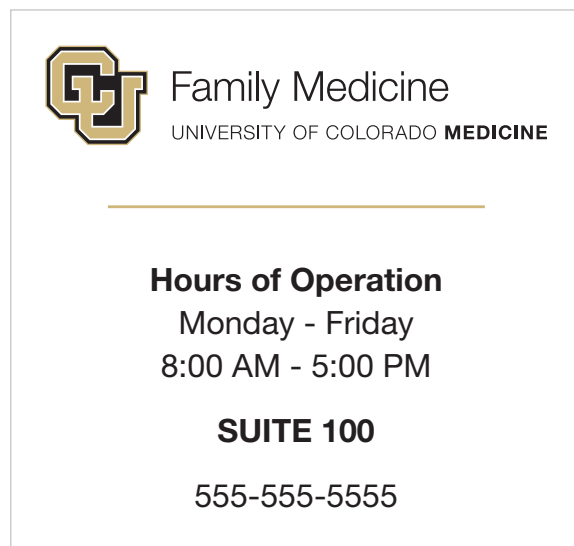 CU
Family Medicine
UNIVERSITY OF COLORADO MEDICINE
Hours of Operation
Monday - Friday
8:00 AM - 5:00 PM
SUITE 100
555-555-5555